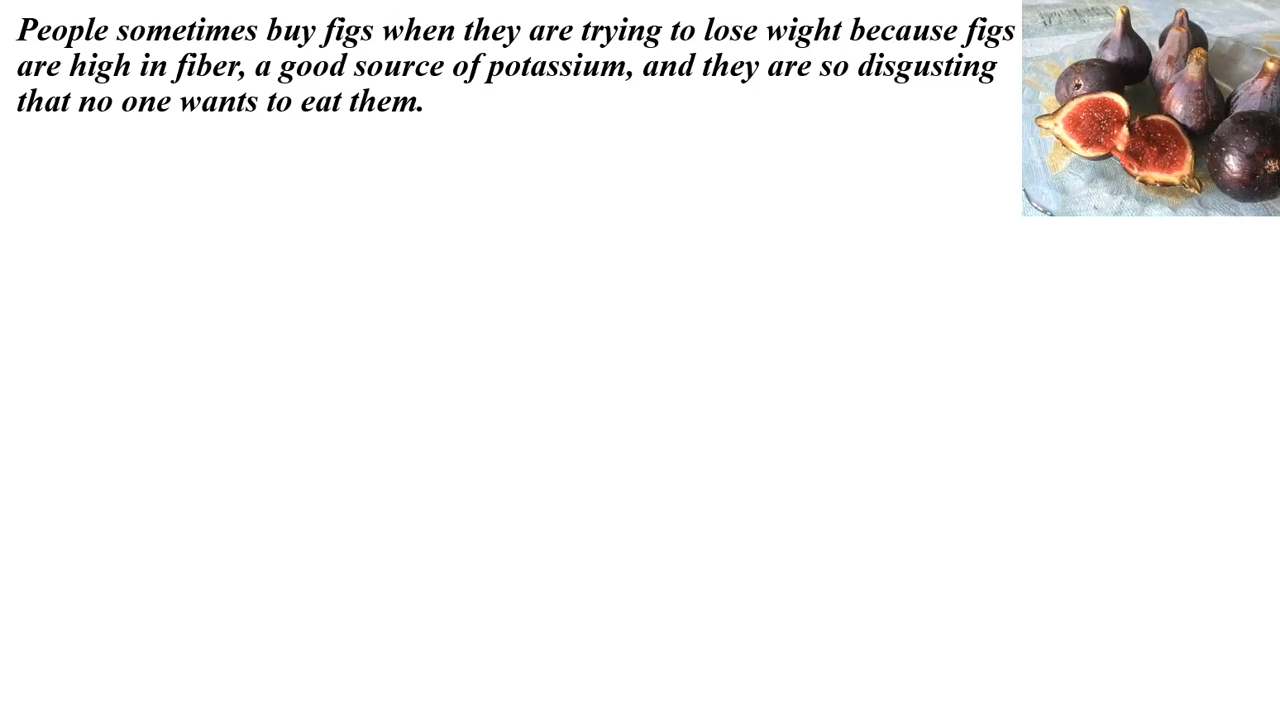 People sometimes buy figs when they are trying to lose wight because figs
are high in fiber, a good source of potassium, and they are so disgusting
that no one wants to eat them.